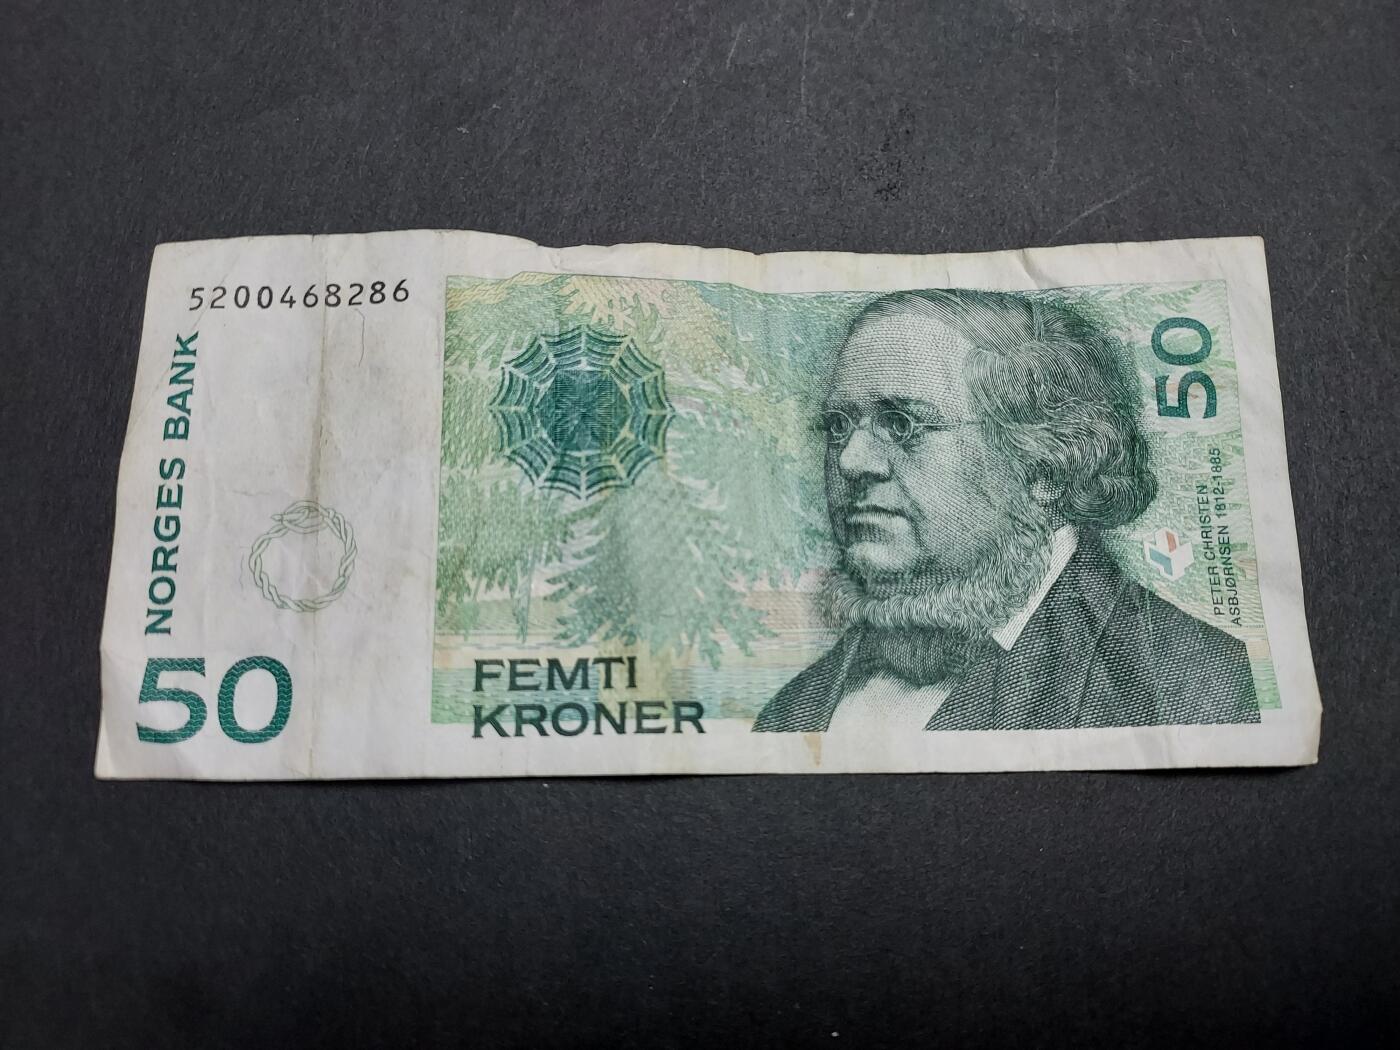 5200468286
NORGES BANK
50
FEMTI
KRONER
50
PETER CHRISTEN
ASBJØRNSEN 1812-1885